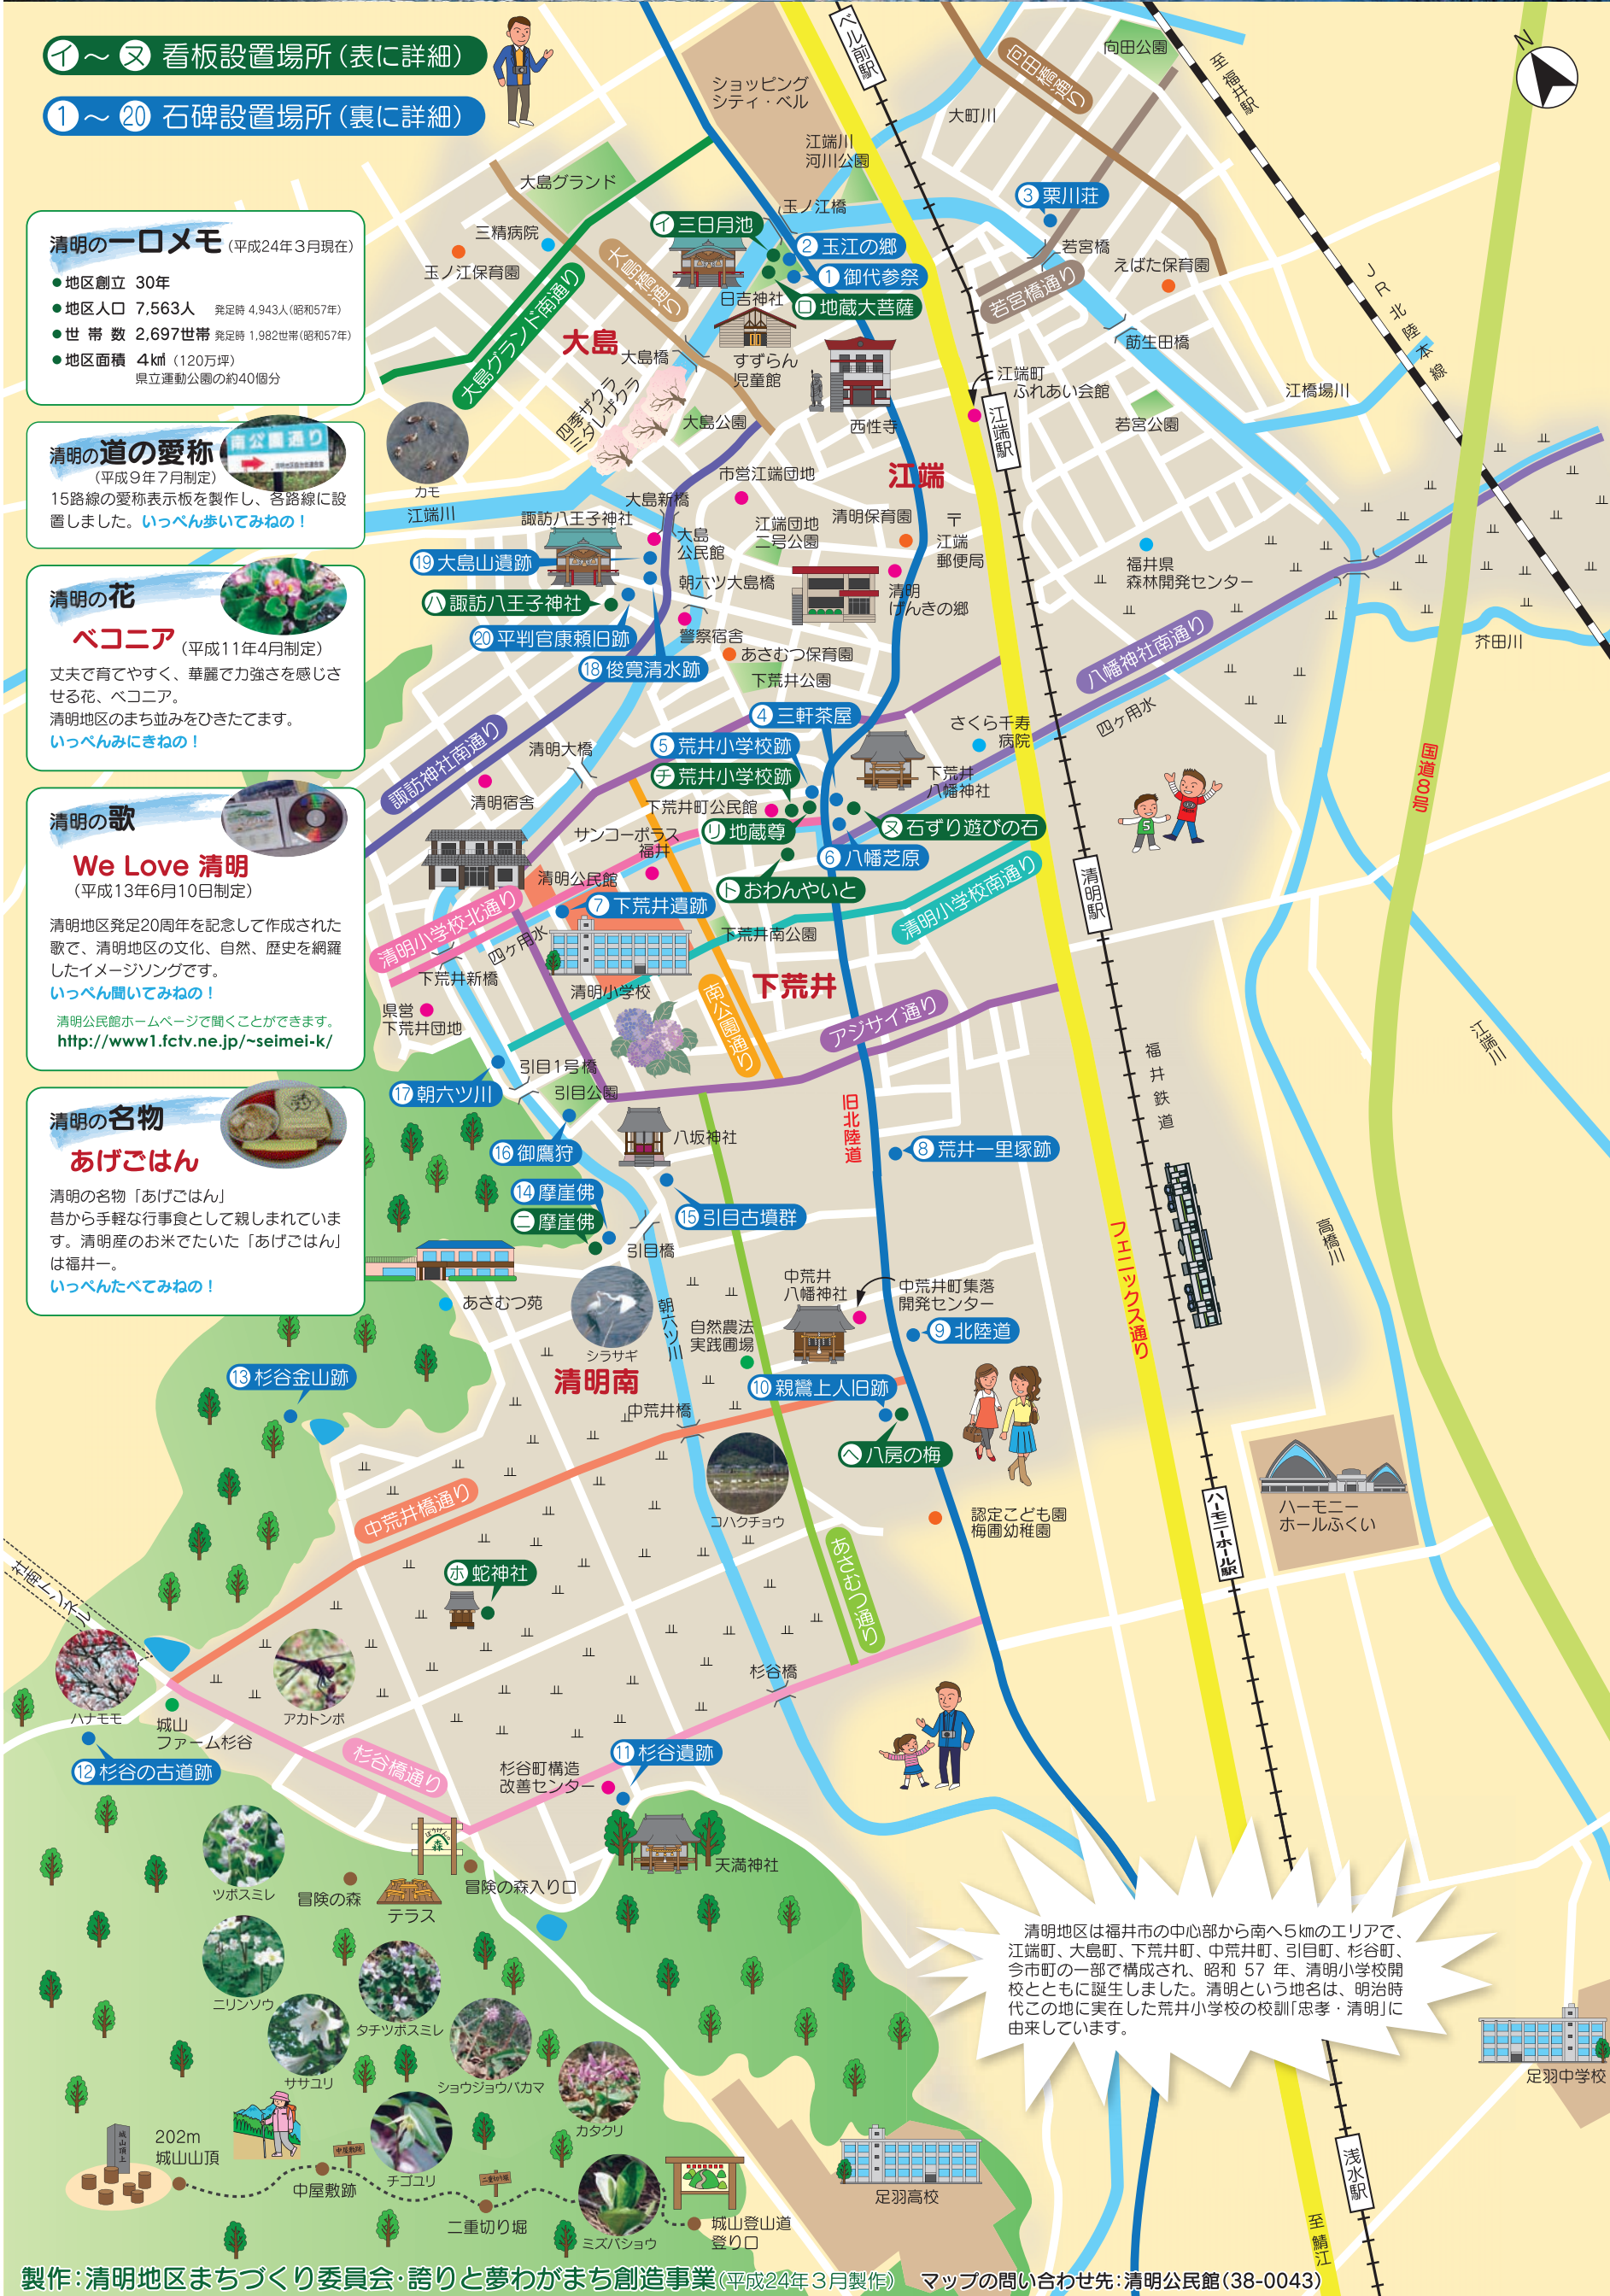 イ～ヌ 看板設置場所（表に詳細）
1～20 石碑設置場所（裏に詳細）
清明の一口メモ（平成24年3月現在）
●地区創立 30年
●地区人口 7,563人 発足時 4,943人（昭和57年）
●世帯数 2,697世帯 発足時 1,982世帯（昭和57年）
●地区面積 4㎢（120万坪）
県立運動公園の約40個分
清明の道の愛称
（平成9年7月制定）
南公園通り
15路線の愛称表示板を製作し、各路線に設
置しました。いっぺん歩いてみねの！
清明の花
ベコニア（平成11年4月制定）
丈夫で育てやすく、華麗で力強さを感じさ
せる花、ベコニア。
清明地区のまち並みをひきたてます。
いっぺんみにきねの！
清明の歌
We Love 清明
（平成13年6月10日制定）
清明地区発足20周年を記念して作成された
歌で、清明地区の文化、自然、歴史を網羅
したイメージソングです。
いっぺん聞いてみねの！
清明公民館ホームページで聞くことができます。
http://www1.fctv.ne.jp/~seimei-k/
清明の名物
あげごはん
清明の名物「あげごはん」
昔から手軽な行事食として親しまれていま
す。清明産のお米でたいた「あげごはん」
は福井一。
いっぺんたべてみねの！
ショッピング
シティ・ベル
ベル前駅
向田橋通り
向田公園
至福井駅
N
大町川
江端川
河川公園
大島グランド
玉ノ江橋
3 栗川荘
三精病院
イ 三日月池
2 玉江の郷
若宮橋
えばた保育園
玉ノ江保育園
大島橋通り
1 御代参祭
若宮橋通り
JR北陸本線
日吉神社
ロ 地蔵大菩薩
大島グランド南通り
大島
大島橋
すずらん
児童館
莇生田橋
江端町
ふれあい会館
江橋場川
四季ザクラ
ミダレザクラ
大島公園
西性寺
江端駅
若宮公園
カモ
市営江端団地
江端
江端川
大島新橋
諏訪八王子神社
大島
公民館
江端団地
二号公園
清明保育園
〒
江端
郵便局
19 大島山遺跡
福井県
森林開発センター
朝六ツ大島橋
清明
げんきの郷
ハ 諏訪八王子神社
20 平判官康頼旧跡
警察宿舎
芥田川
18 俊寛清水跡
あさむつ保育園
下荒井公園
八幡神社南通り
4 三軒茶屋
さくら千寿
病院
四ヶ用水
諏訪神社南通り
清明大橋
5 荒井小学校跡
チ 荒井小学校跡
下荒井
八幡神社
国道8号
清明宿舎
下荒井町公民館
サンコーポラス
福井
リ 地蔵尊
ヌ 石ずり遊びの石
5
6 八幡芝原
清明公民館
ト おわんやいと
清明駅
清明小学校北通り
7 下荒井遺跡
清明小学校南通り
四ヶ用水
下荒井新橋
下荒井南公園
清明小学校
下荒井
県営
下荒井団地
南公園通り
アジサイ通り
江端川
福井鉄道
引目1号橋
17 朝六ツ川
引目公園
旧北陸道
八坂神社
16 御鷹狩
8 荒井一里塚跡
14 摩崖佛
ニ 摩崖佛
15 引目古墳群
引目橋
フェニックス通り
高橋川
あさむつ苑
シラサギ
朝六ツ川
中荒井
八幡神社
中荒井町集落
開発センター
自然農法
実践圃場
9 北陸道
13 杉谷金山跡
清明南
10 親鸞上人旧跡
中荒井橋
ヘ 八房の梅
中荒井橋通り
コハクチョウ
認定こども園
梅圃幼稚園
ハーモニーホール駅
ハーモニー
ホールふくい
社南トンネル
ホ 蛇神社
あさむつ通り
杉谷橋
ハナモモ
アカトンボ
城山
ファーム杉谷
12 杉谷の古道跡
杉谷橋通り
11 杉谷遺跡
杉谷町構造
改善センター
天満神社
ツボスミレ
冒険の森
ぼうけんの森
テラス
冒険の森入り口
清明地区は福井市の中心部から南へ5kmのエリアで、
江端町、大島町、下荒井町、中荒井町、引目町、杉谷町、
今市町の一部で構成され、昭和 57 年、清明小学校開
校とともに誕生しました。清明という地名は、明治時
代この地に実在した荒井小学校の校訓｢忠孝・清明｣に
由来しています。
ニリンソウ
タチツボスミレ
ササユリ
ショウジョウバカマ
カタクリ
足羽中学校
城山頂上
202m
城山山頂
中屋敷跡
中屋敷跡
チゴユリ
二重切り堀
二重切り堀
ミズバショウ
城山登山道
登り口
足羽高校
浅水駅
至鯖江
製作：清明地区まちづくり委員会・誇りと夢わがまち創造事業（平成24年3月製作） マップの問い合わせ先：清明公民館（38-0043）